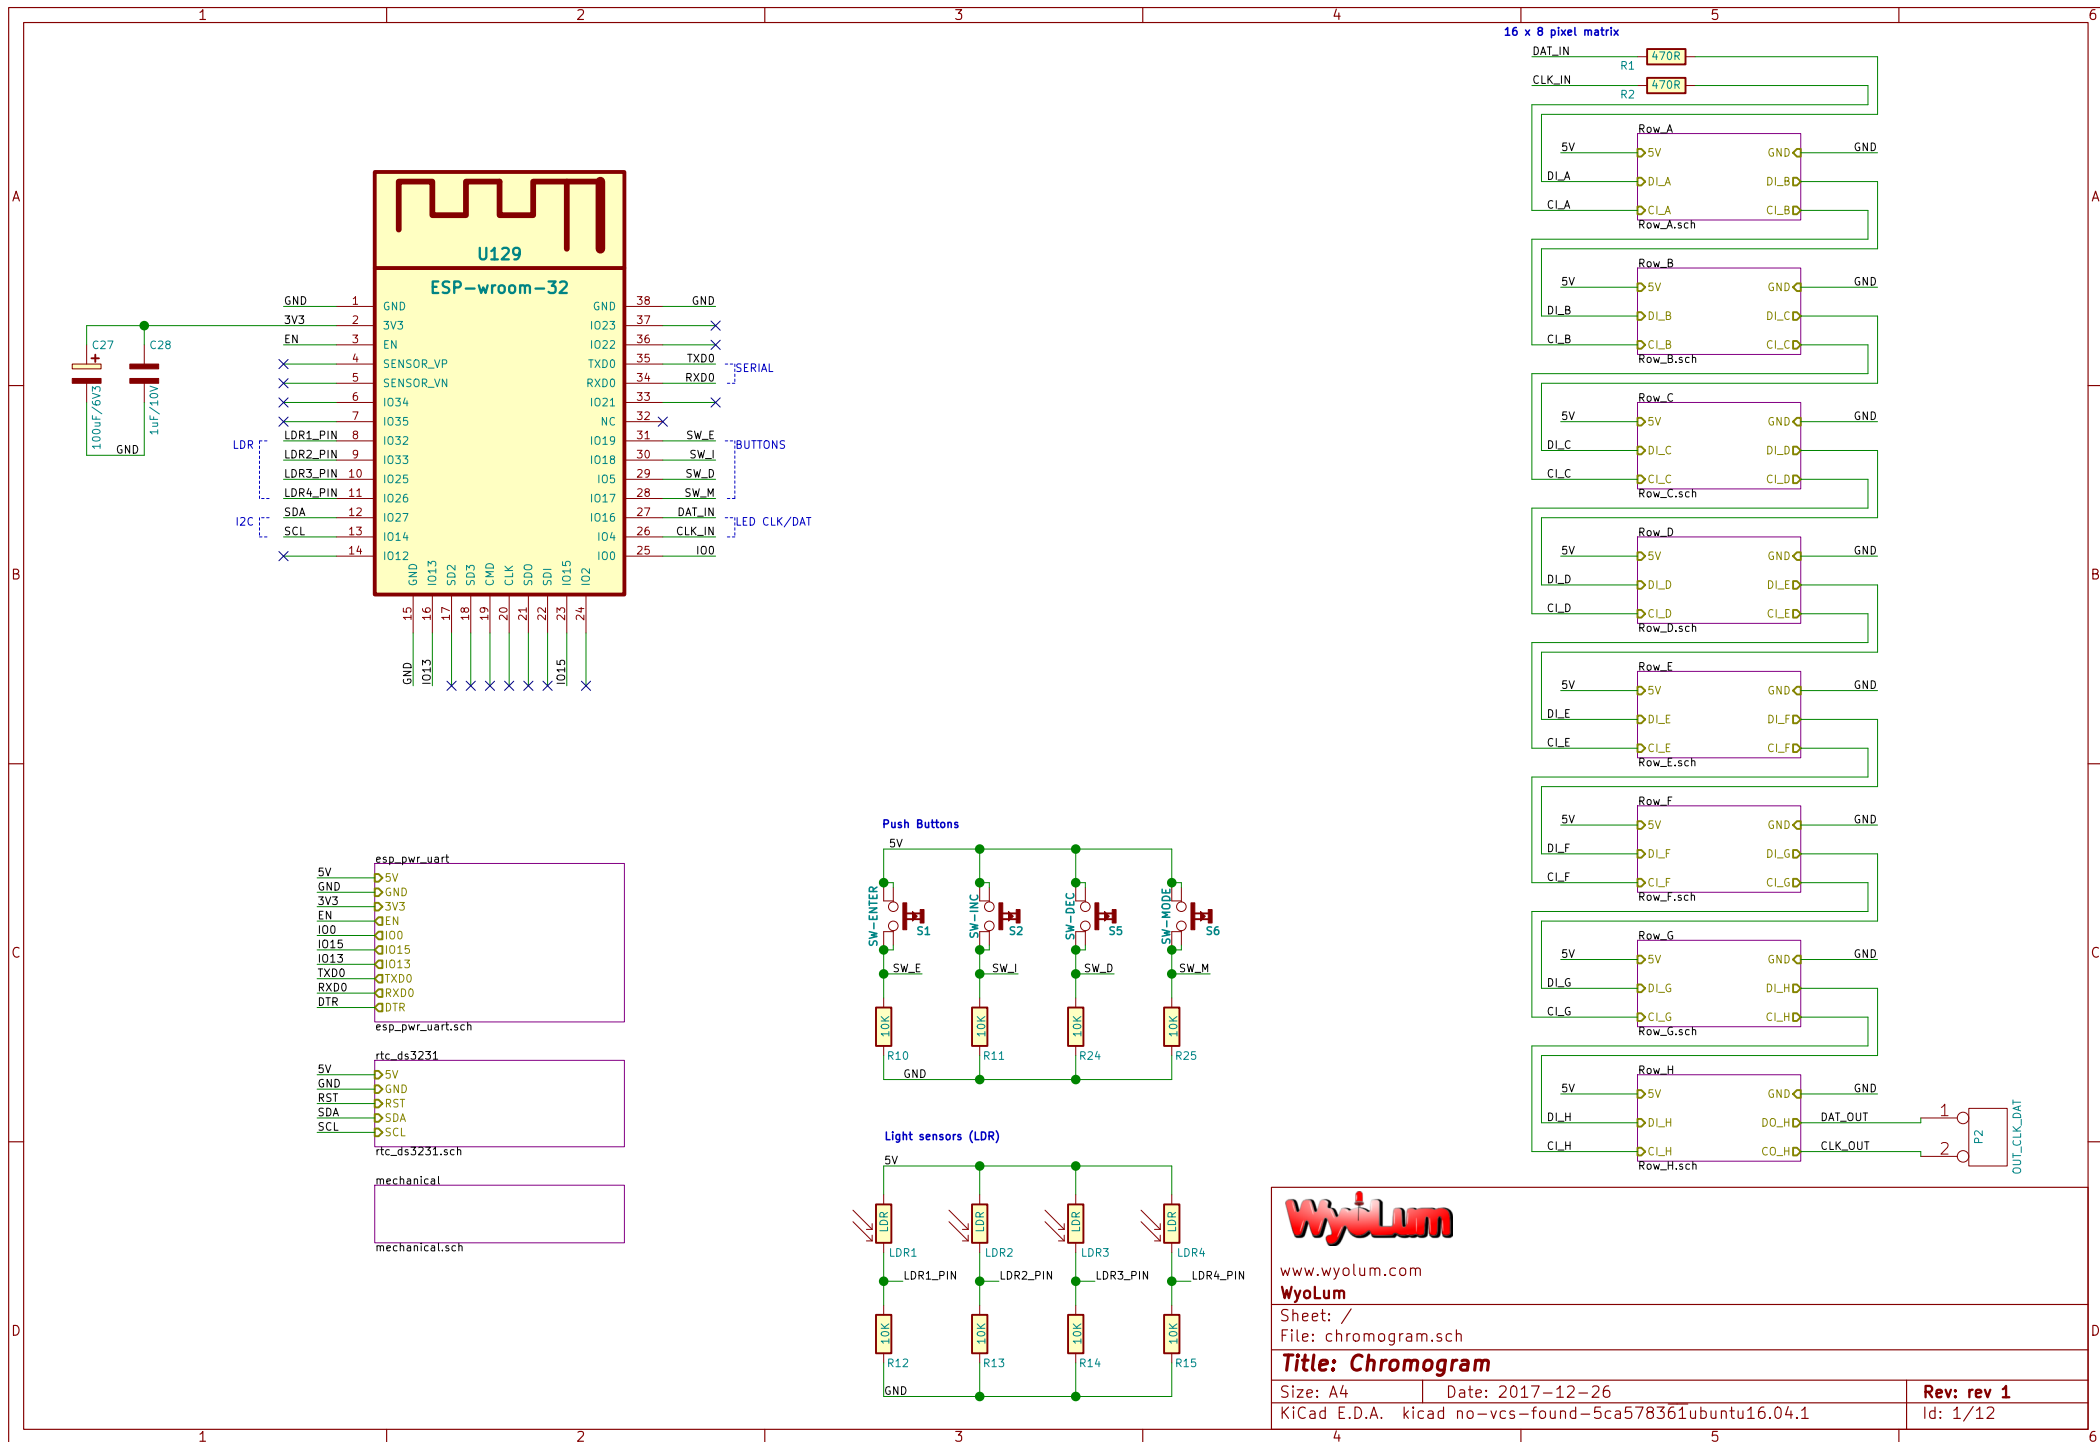 1 2 3 4 5 6
A
B
C
D
16 x 8 pixel matrix
DAT_IN 470R
R1
CLK_IN 470R
R2
U129
ESP-wroom-32
GND 1 GND
3V3 2 3V3
EN 3 EN
4 SENSOR_VP
5 SENSOR_VN
6 IO34
7 IO35
LDR1_PIN 8 IO32
LDR LDR2_PIN 9 IO33
LDR3_PIN 10 IO25
LDR4_PIN 11 IO26
I2C SDA 12 IO27
SCL 13 IO14
14 IO12
GND 38 GND
IO23 37
IO22 36
TXD0 35 TXD0
RXD0 34 RXD0
SERIAL
IO21 33
NC 32
IO19 31 SW_E
IO18 30 SW_I
IO5 29 SW_D
IO17 28 SW_M
BUTTONS
IO16 27 DAT_IN
IO4 26 CLK_IN
LED CLK/DAT
IO0 25 IO0
GND IO13 SD2 SD3 CMD CLK SDO SDI IO15 IO2
15 16 17 18 19 20 21 22 23 24
GND IO13 IO15
C27 C28
+
100uF/6V3
1uF/10V
GND
esp_pwr_uart
5V 5V
GND GND
3V3 3V3
EN EN
IO0 IO0
IO15 IO15
IO13 IO13
TXD0 TXD0
RXD0 RXD0
DTR DTR
esp_pwr_uart.sch
rtc_ds3231
5V 5V
GND GND
RST RST
SDA SDA
SCL SCL
rtc_ds3231.sch
mechanical
mechanical.sch
Push Buttons
5V
SW-ENTER SW-INC SW-DEC SW-MODE
S1 S2 S5 S6
SW_E SW_I SW_D SW_M
10K 10K 10K 10K
R10 R11 R24 R25
GND
Light sensors (LDR)
5V
LDR LDR LDR LDR
LDR1 LDR2 LDR3 LDR4
LDR1_PIN LDR2_PIN LDR3_PIN LDR4_PIN
10K 10K 10K 10K
R12 R13 R14 R15
GND
Row_A
5V 5V GND GND
DI_A DI_A DI_B
CI_A CI_A CI_B
Row_A.sch
Row_B
5V 5V GND GND
DI_B DI_B DI_C
CI_B CI_B CI_C
Row_B.sch
Row_C
5V 5V GND GND
DI_C DI_C DI_D
CI_C CI_C CI_D
Row_C.sch
Row_D
5V 5V GND GND
DI_D DI_D DI_E
CI_D CI_D CI_E
Row_D.sch
Row_E
5V 5V GND GND
DI_E DI_E DI_F
CI_E CI_E CI_F
Row_E.sch
Row_F
5V 5V GND GND
DI_F DI_F DI_G
CI_F CI_F CI_G
Row_F.sch
Row_G
5V 5V GND GND
DI_G DI_G DI_H
CI_G CI_G CI_H
Row_G.sch
Row_H
5V 5V GND GND
DI_H DI_H DO_H DAT_OUT 1
CI_H CI_H CO_H CLK_OUT 2
Row_H.sch
P2
OUT_CLK_DAT
WyoLum
www.wyolum.com
WyoLum
Sheet: /
File: chromogram.sch
Title: Chromogram
Size: A4 Date: 2017-12-26 Rev: rev 1
KiCad E.D.A. kicad no-vcs-found-5ca578361ubuntu16.04.1 Id: 1/12
A
B
C
D
1 2 3 4 5 6